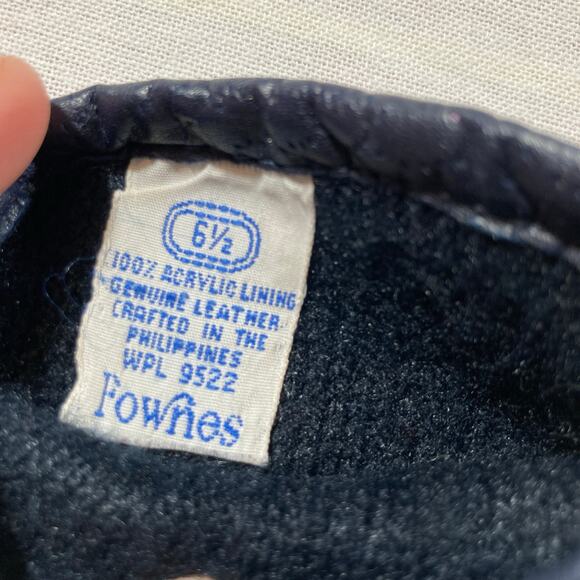 6½
100% ACRYLIC LINING
GENUINE LEATHER
CRAFTED IN THE
PHILIPPINES
WPL 9522
Fownes